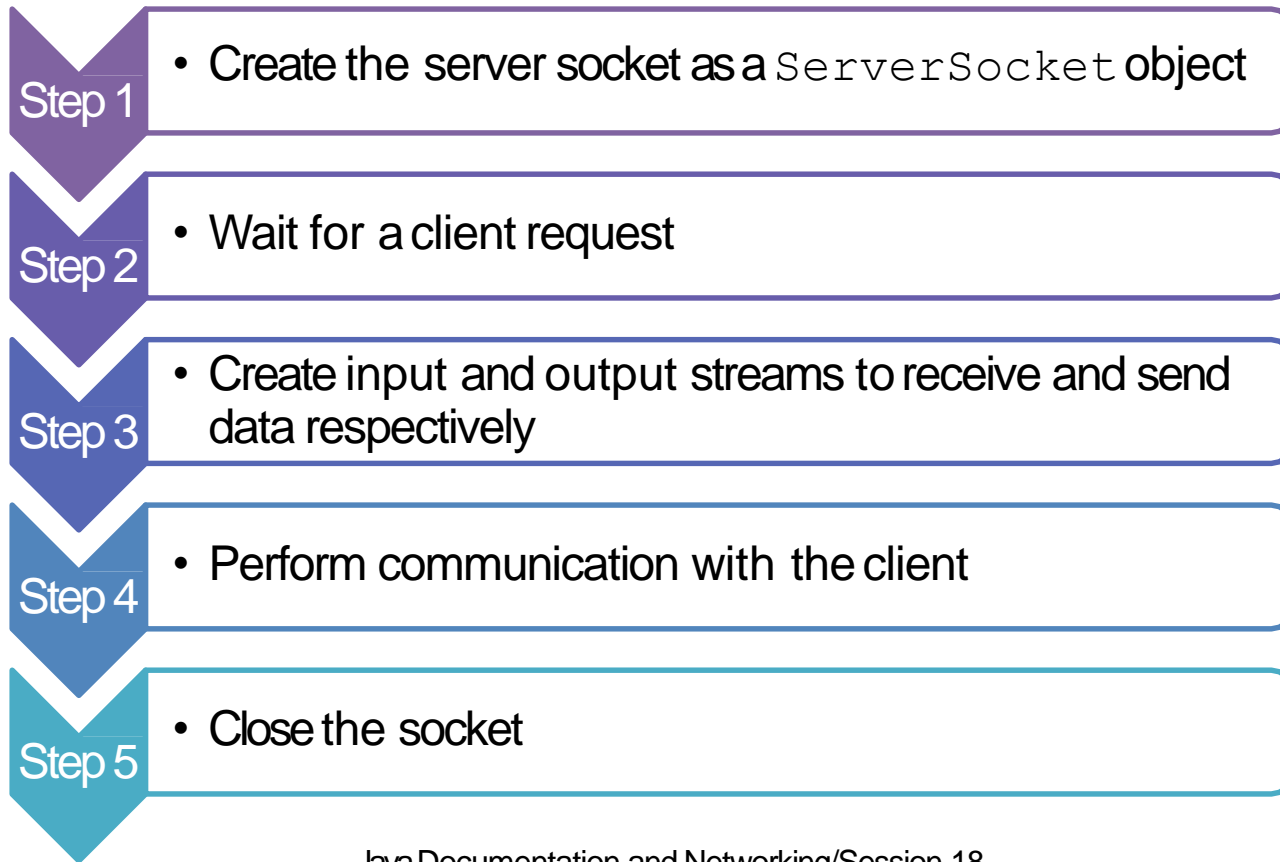 Step 1
• Create the server socket as a ServerSocket object
Step 2
• Wait for a client request
Step 3
• Create input and output streams to receive and send
data respectively
Step 4
• Perform communication with the client
Step 5
• Close the socket
Java Documentation and Networking/Session 18